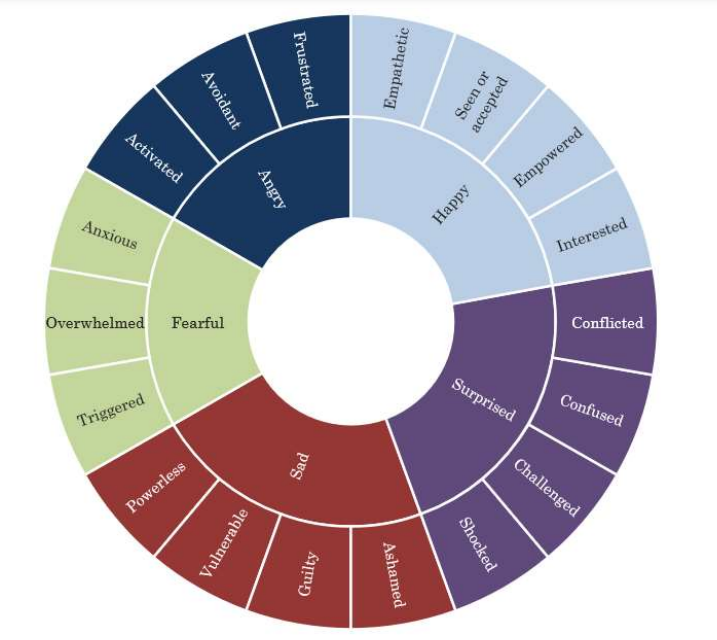 Happy
Empathetic
Seen or
accepted
Empowered
Interested
Surprised
Conflicted
Confused
Challenged
Shocked
Sad
Ashamed
Guilty
Vulnerable
Powerless
Fearful
Triggered
Overwhelmed
Anxious
Angry
Activated
Avoidant
Frustrated